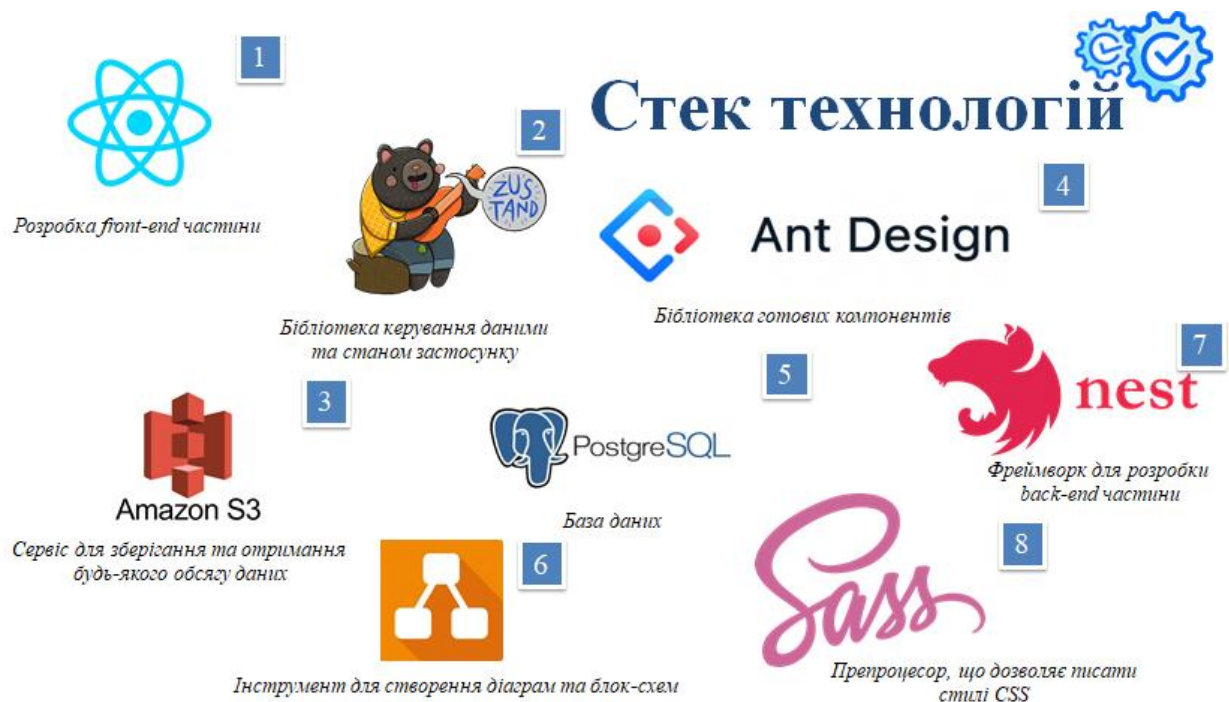 Стек технологій
1
Розробка front-end частини
2
ZUS
TAND
Бібліотека керування даними
та станом застосунку
4
Ant Design
Бібліотека готових компонентів
3
Amazon S3
Сервіс для зберігання та отримання
будь-якого обсягу даних
5
PostgreSQL
База даних
7
nest
Фреймворк для розробки
back-end частини
6
Інструмент для створення діаграм та блок-схем
8
Sass
Препроцесор, що дозволяє писати
стилі CSS